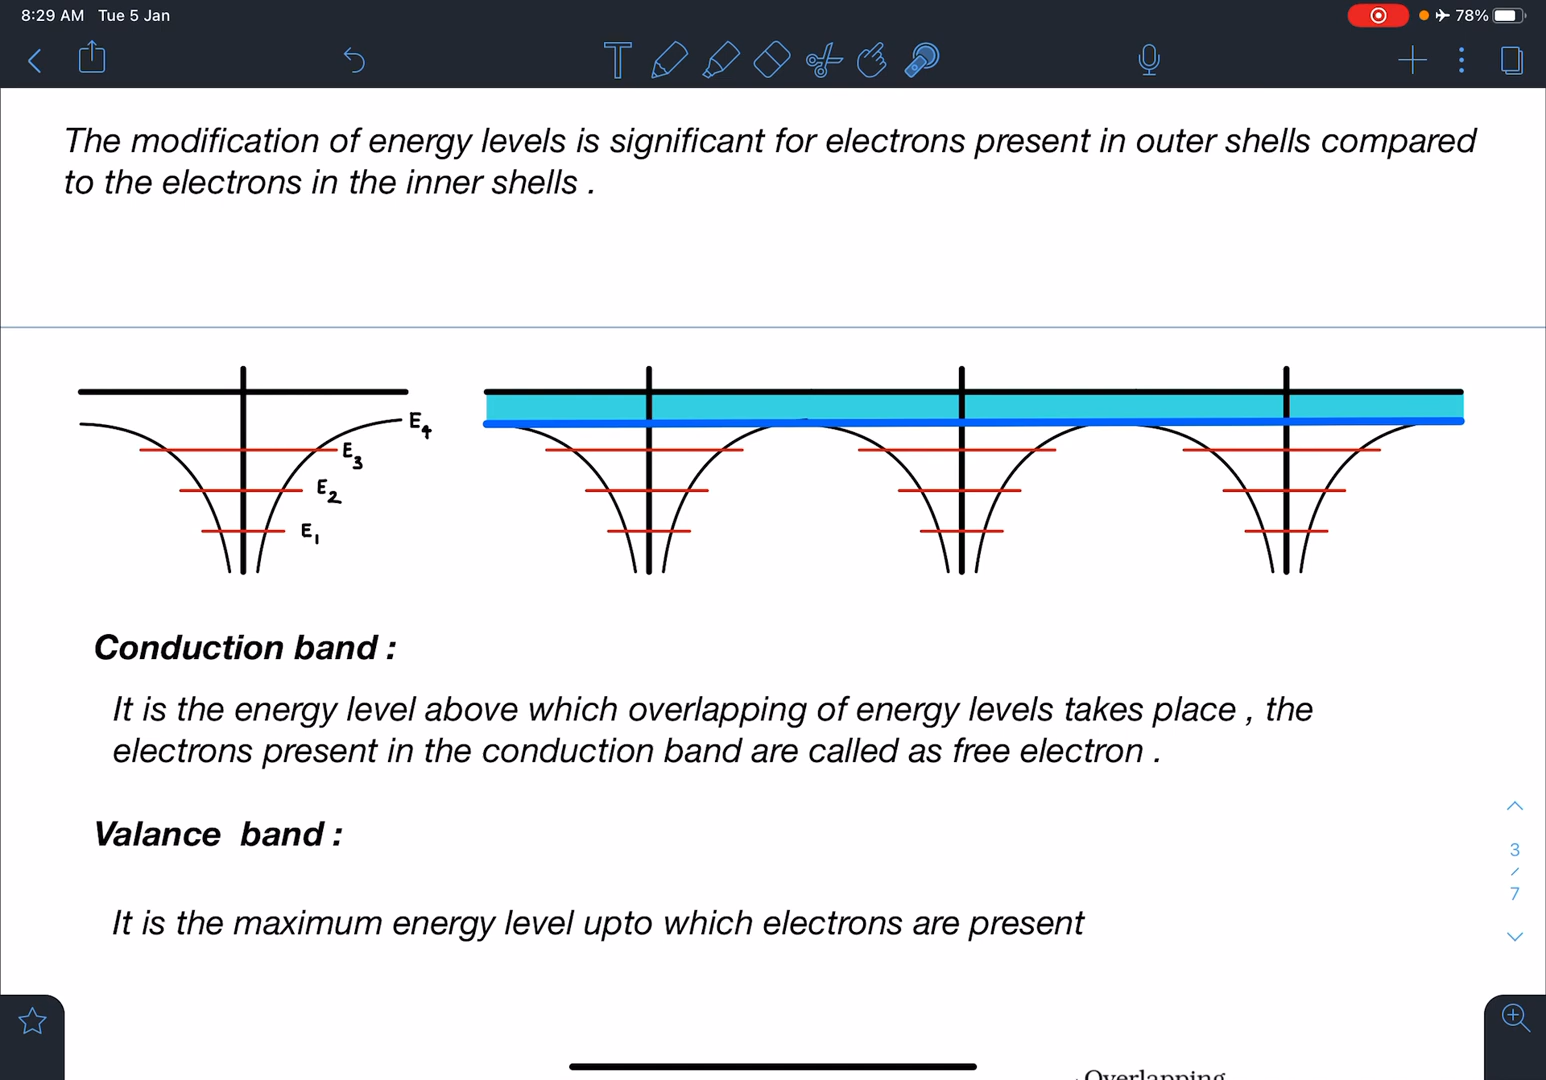 8:29 AM Tue 5 Jan
78%
The modification of energy levels is significant for electrons present in outer shells compared
to the electrons in the inner shells .
E4
E3
E2
E1
Conduction band :
It is the energy level above which overlapping of energy levels takes place , the
electrons present in the conduction band are called as free electron .
Valance band :
3
/
7
It is the maximum energy level upto which electrons are present
Overlapping